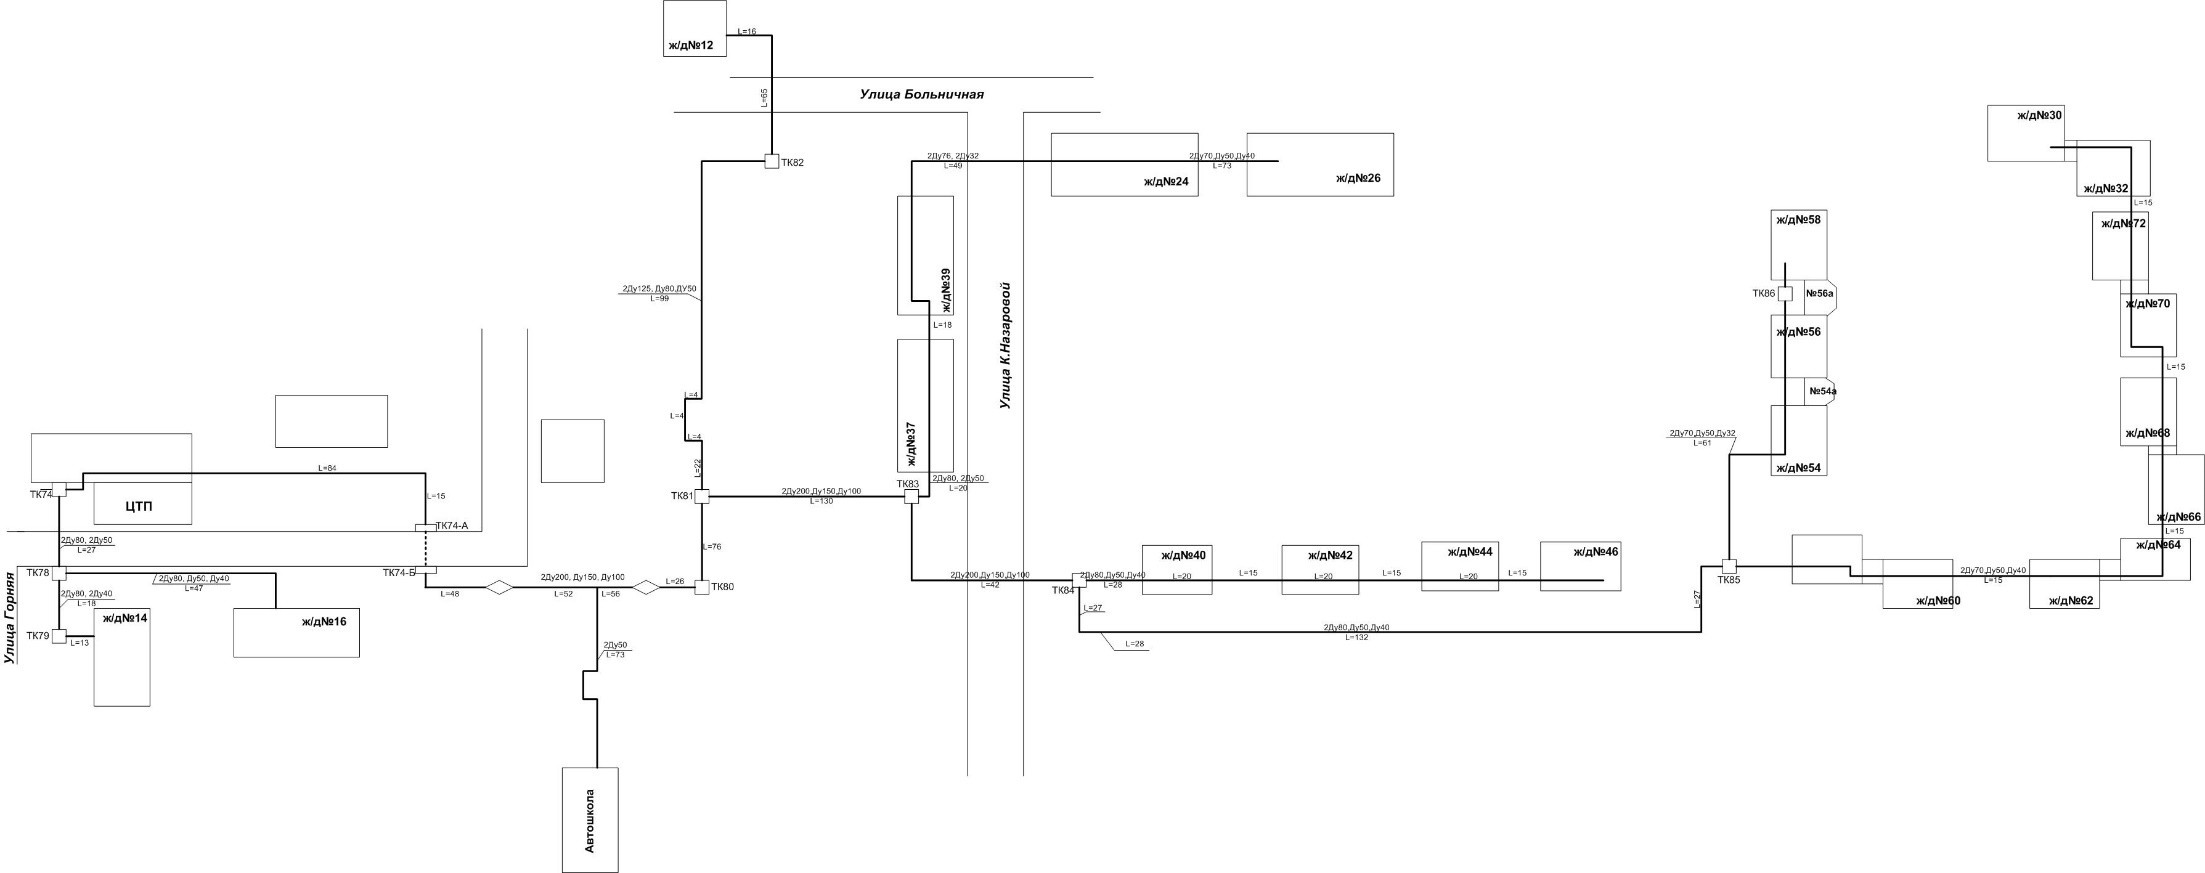 ж/д№12
L=16
L=65
Улица Больничная
ТК82
2Ду76, 2Ду32
L=49
2Ду70,Ду50,Ду40
L=73
ж/д№24
ж/д№26
ж/д№30
ж/д№32
L=15
ж/д№72
ж/д№70
L=15
ж/д№68
ж/д№66
L=15
ж/д№64
ж/д№58
ТК86
№56а
ж/д№56
№54а
ж/д№54
2Ду70,Ду50,Ду32
L=61
2Ду125, Ду80,ДУ50
L=99
ж/д№39
L=18
Улица К.Назаровой
ж/д№37
L=4
L=4
L=4
L=22
ТК81
2Ду200,Ду150,Ду100
L=130
ТК83
2Ду80, 2Ду50
L=20
L=76
ТК74
ЦТП
L=84
L=15
ТК74-А
2Ду80, 2Ду50
L=27
ТК78
ТК74-Б
2Ду80, Ду50, Ду40
L=47
2Ду80, 2Ду40
L=18
ТК79
L=13
ж/д№14
ж/д№16
Улица Горняя
L=48
2Ду200, Ду150, Ду100
L=52
L=56
L=26
ТК80
2Ду50
L=73
Автошкола
2Ду200,Ду150,Ду100
L=42
ТК84
2Ду80,Ду50,Ду40
L=28
ж/д№40
L=20
L=15
ж/д№42
L=20
L=15
ж/д№44
L=20
L=15
ж/д№46
L=27
L=28
2Ду80,Ду50,Ду40
L=132
L=27
ТК85
2Ду70,Ду50,Ду40
L=15
ж/д№60
ж/д№62